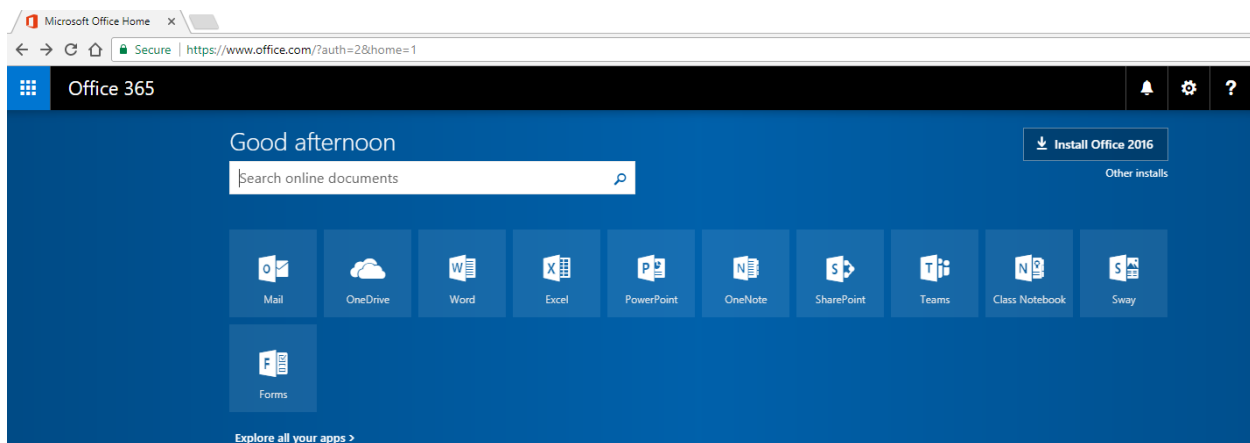 Microsoft Office Home
Secure https://www.office.com/?auth=2&home=1
Office 365
?
Good afternoon
Install Office 2016
Search online documents
Other installs
Mail OneDrive Word Excel PowerPoint OneNote SharePoint Teams Class Notebook Sway
Forms
Explore all your apps >